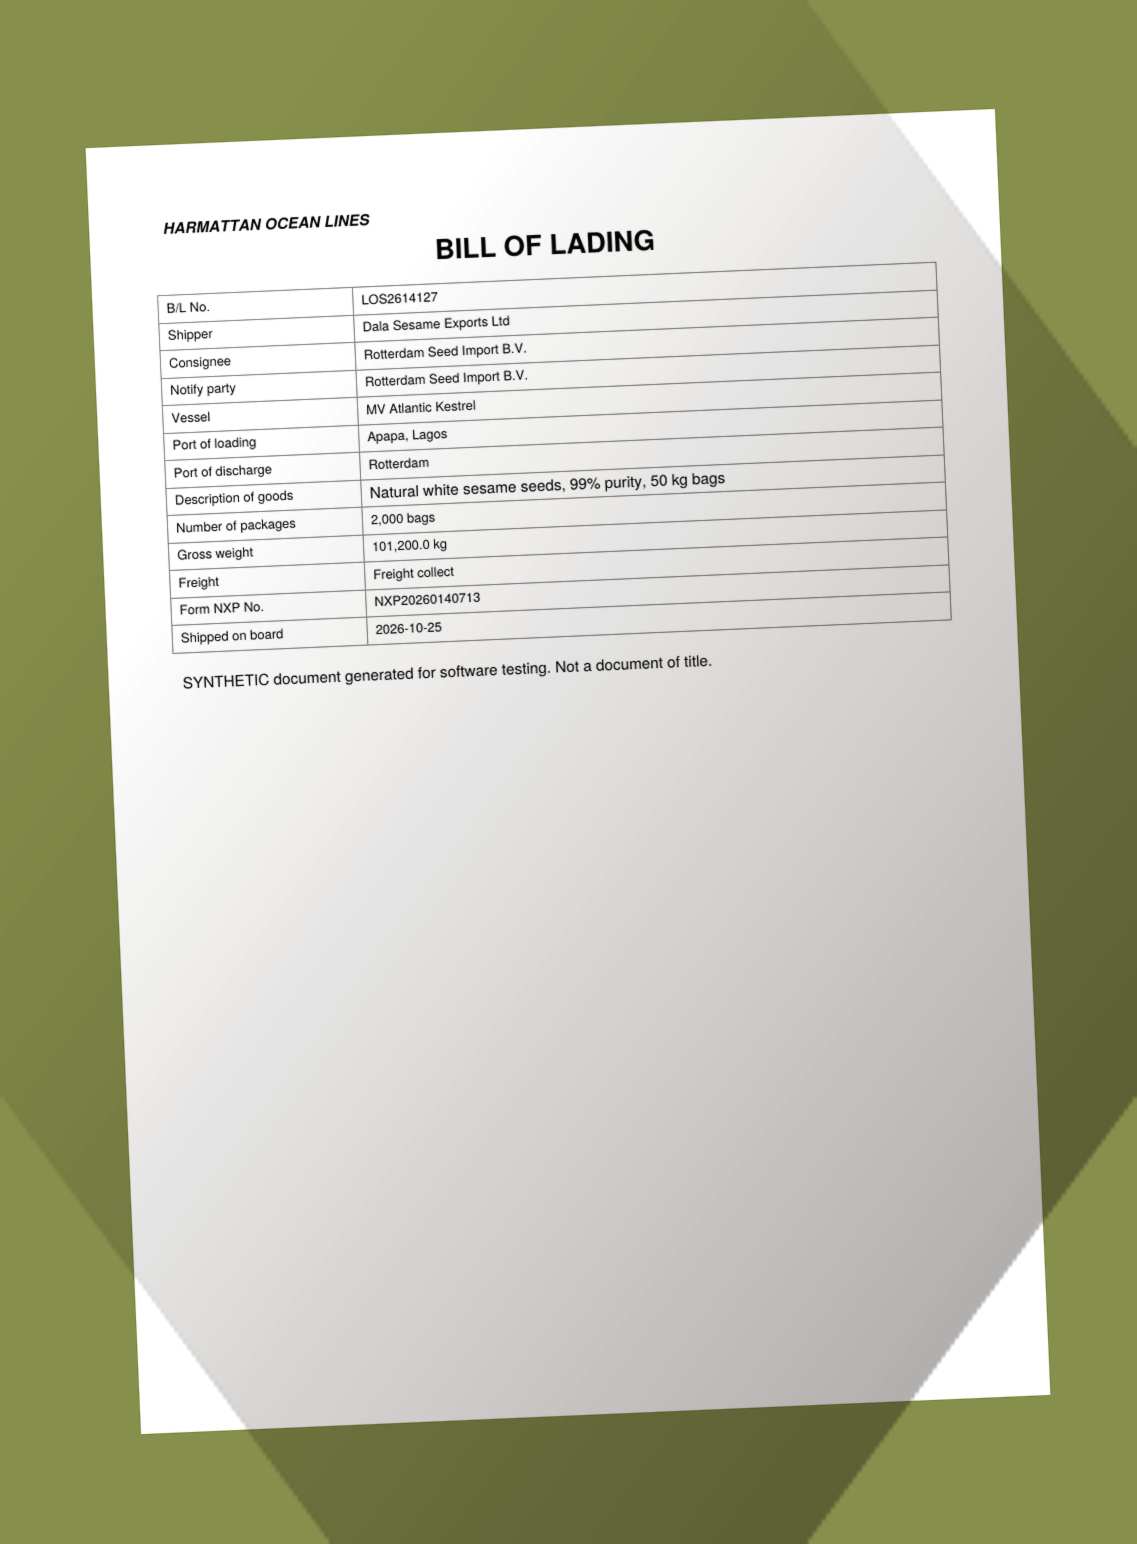 HARMATTAN OCEAN LINES
BILL OF LADING
B/L No. LOS2614127
Shipper Dala Sesame Exports Ltd
Consignee Rotterdam Seed Import B.V.
Notify party Rotterdam Seed Import B.V.
Vessel MV Atlantic Kestrel
Port of loading Apapa, Lagos
Port of discharge Rotterdam
Description of goods Natural white sesame seeds, 99% purity, 50 kg bags
Number of packages 2,000 bags
Gross weight 101,200.0 kg
Freight Freight collect
Form NXP No. NXP20260140713
Shipped on board 2026-10-25
SYNTHETIC document generated for software testing. Not a document of title.